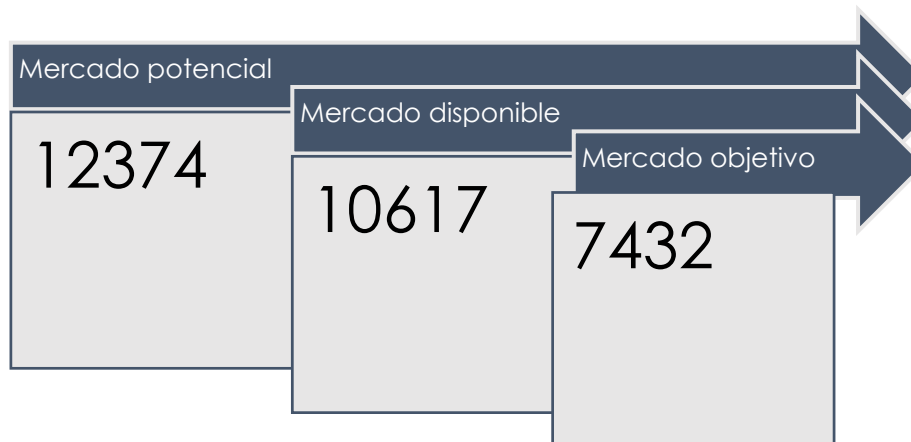 Mercado potencial
12374
Mercado disponible
10617
Mercado objetivo
7432